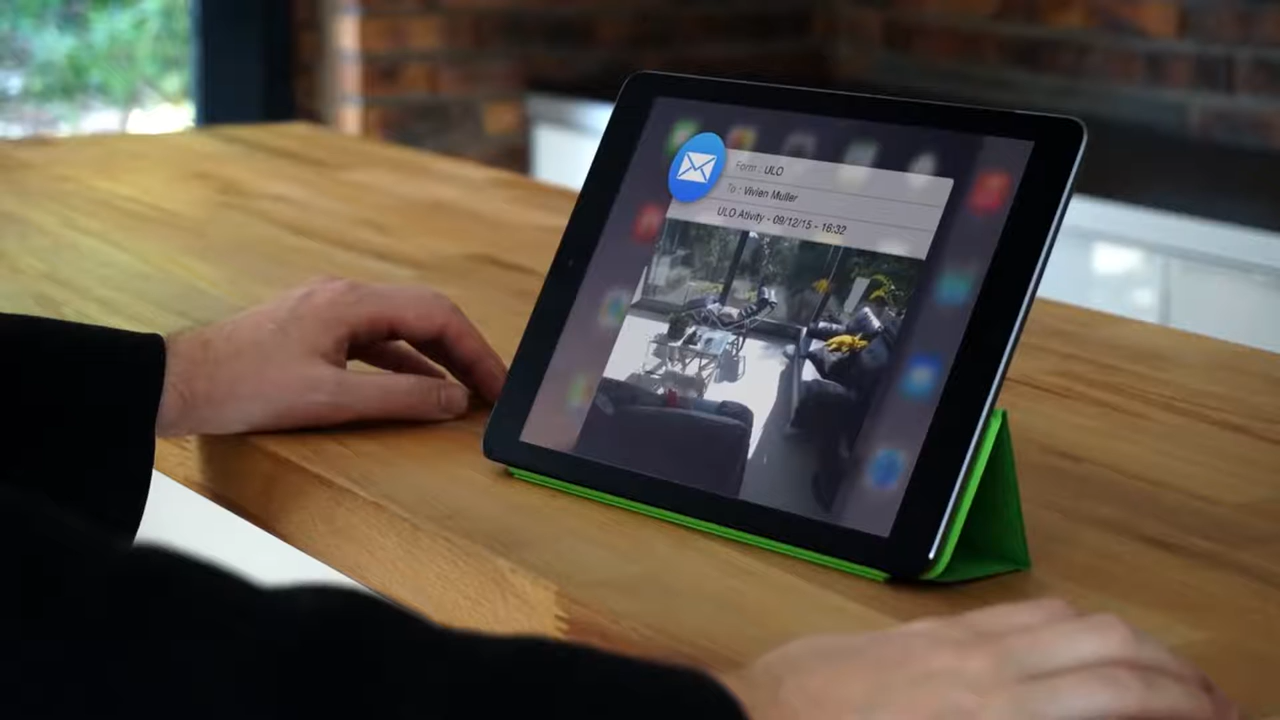 Form : ULO
To : Vivien Muller
ULO Ativity - 09/12/15 - 16:32